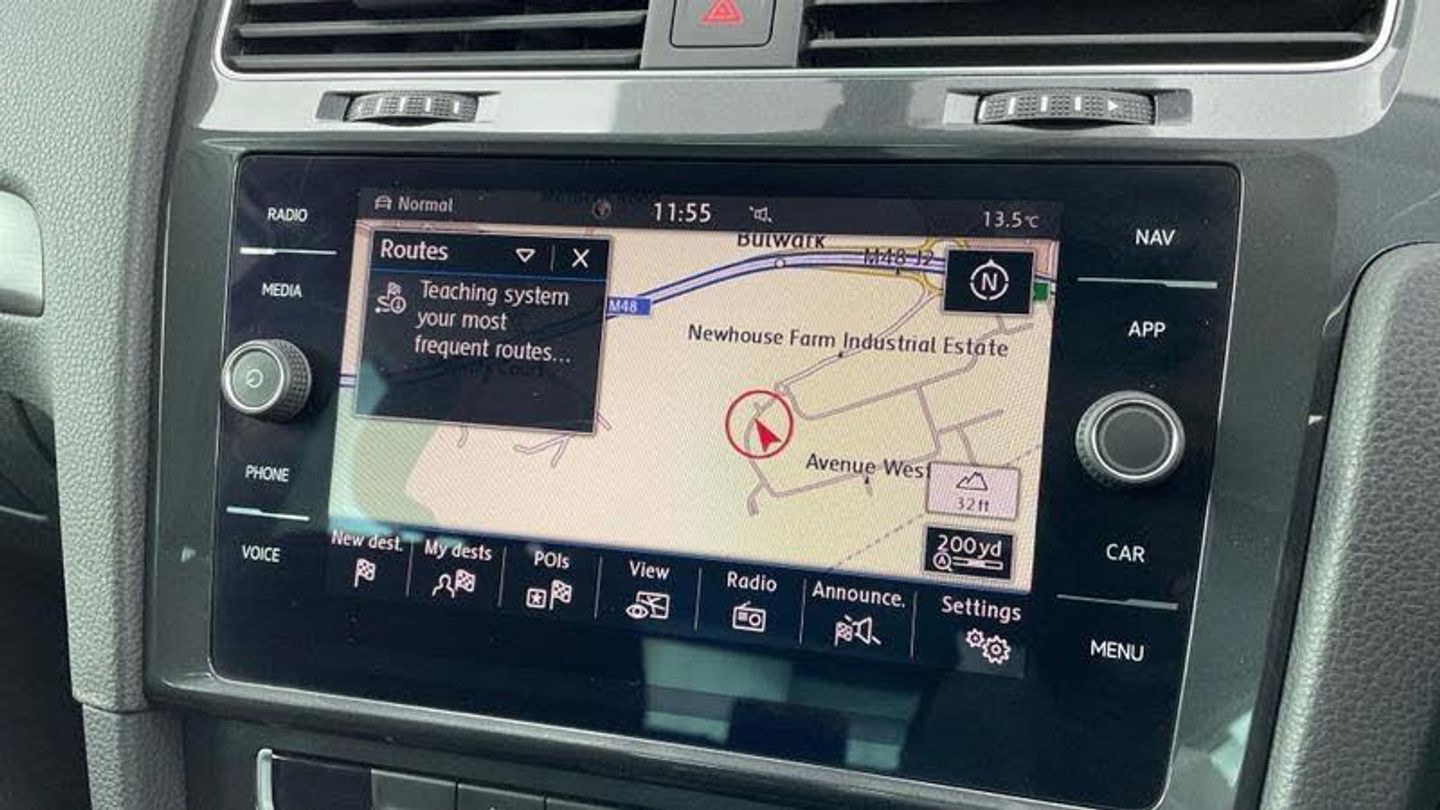 RADIO
MEDIA
PHONE
VOICE
Normal
11:55
13.5°C
Routes
Teaching system
your most
frequent routes...
Bulwark
M48 J2
N
M48
Newhouse Farm Industrial Estate
Avenue West
32ft
200yd
A
New dest.
My dests
POIs
View
Radio
Announce.
Settings
NAV
APP
CAR
MENU